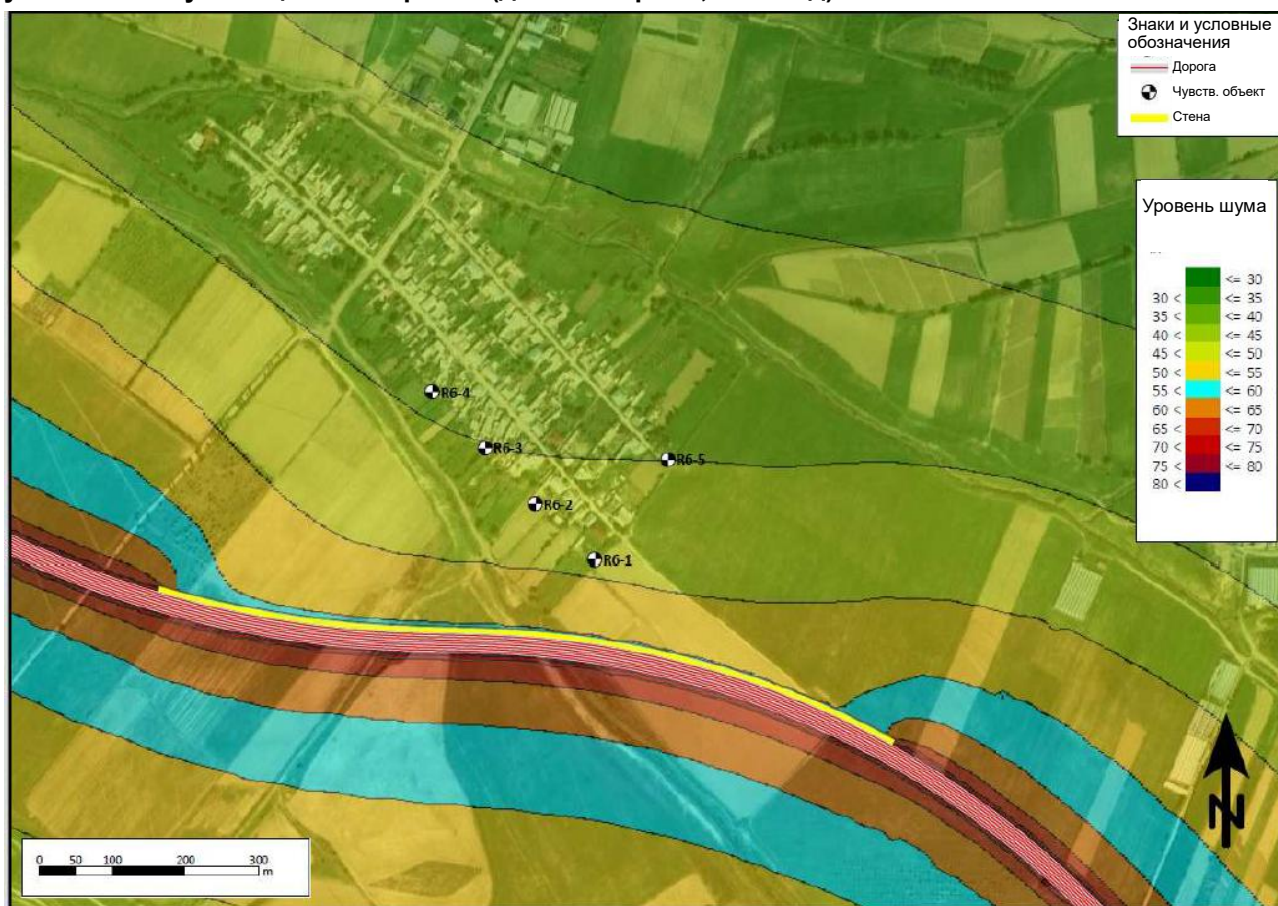 Знаки и условные
обозначения
Дорога
Чувств. объект
Стена
Уровень шума
<= 30
30 < <= 35
35 < <= 40
40 < <= 45
45 < <= 50
50 < <= 55
55 < <= 60
60 < <= 65
65 < <= 70
70 < <= 75
75 < <= 80
80 <
R6-4
R6-3
R6-5
R6-2
R6-1
N
0 50 100 200 300
m